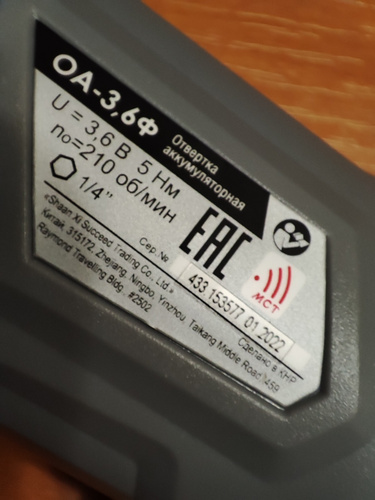 ОА-3,6Ф
Отвертка
аккумуляторная
U = 3,6 В 5 Нм
n₀=210 об/мин
1/4"
EAC
МСТ
Сер.№
433.153577.01.2022
«Shaan Xi Succeed Trading Co., Ltd.»
Китай, 315172, Zhejiang, Ningbo, Yinzhou, Taikang Middle Road, 459
Raymond Travelling Bldg. #2502
Сделано в КНР